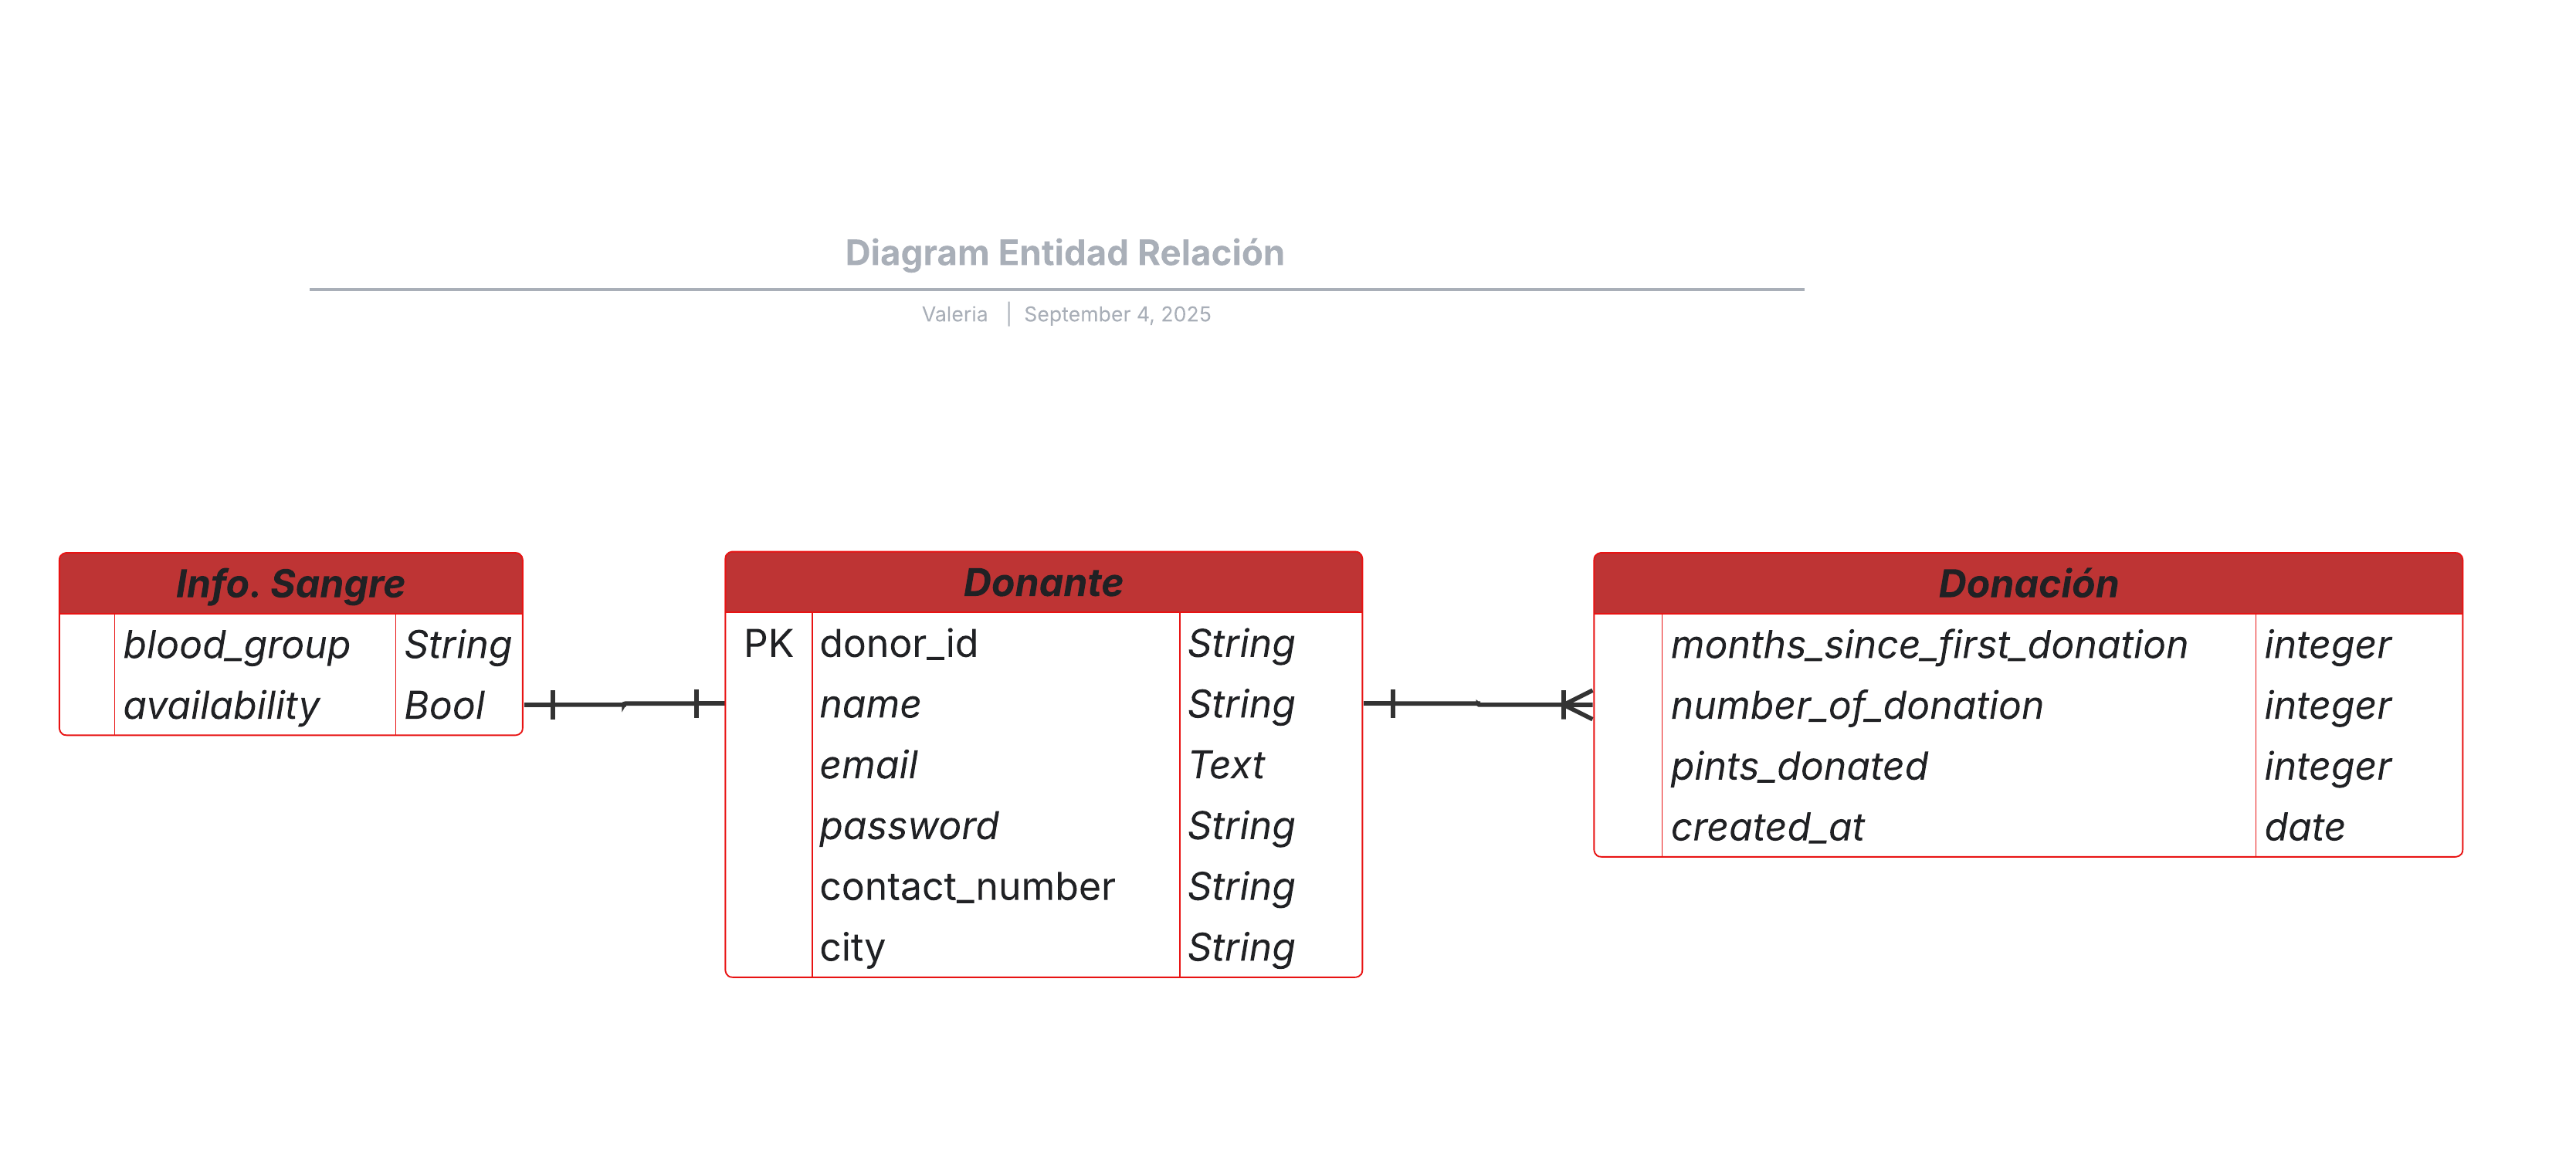 Diagram Entidad Relación
Valeria | September 4, 2025
Info. Sangre
blood_group String
availability Bool
Donante
PK donor_id String
name String
email Text
password String
contact_number String
city String
Donación
months_since_first_donation integer
number_of_donation integer
pints_donated integer
created_at date